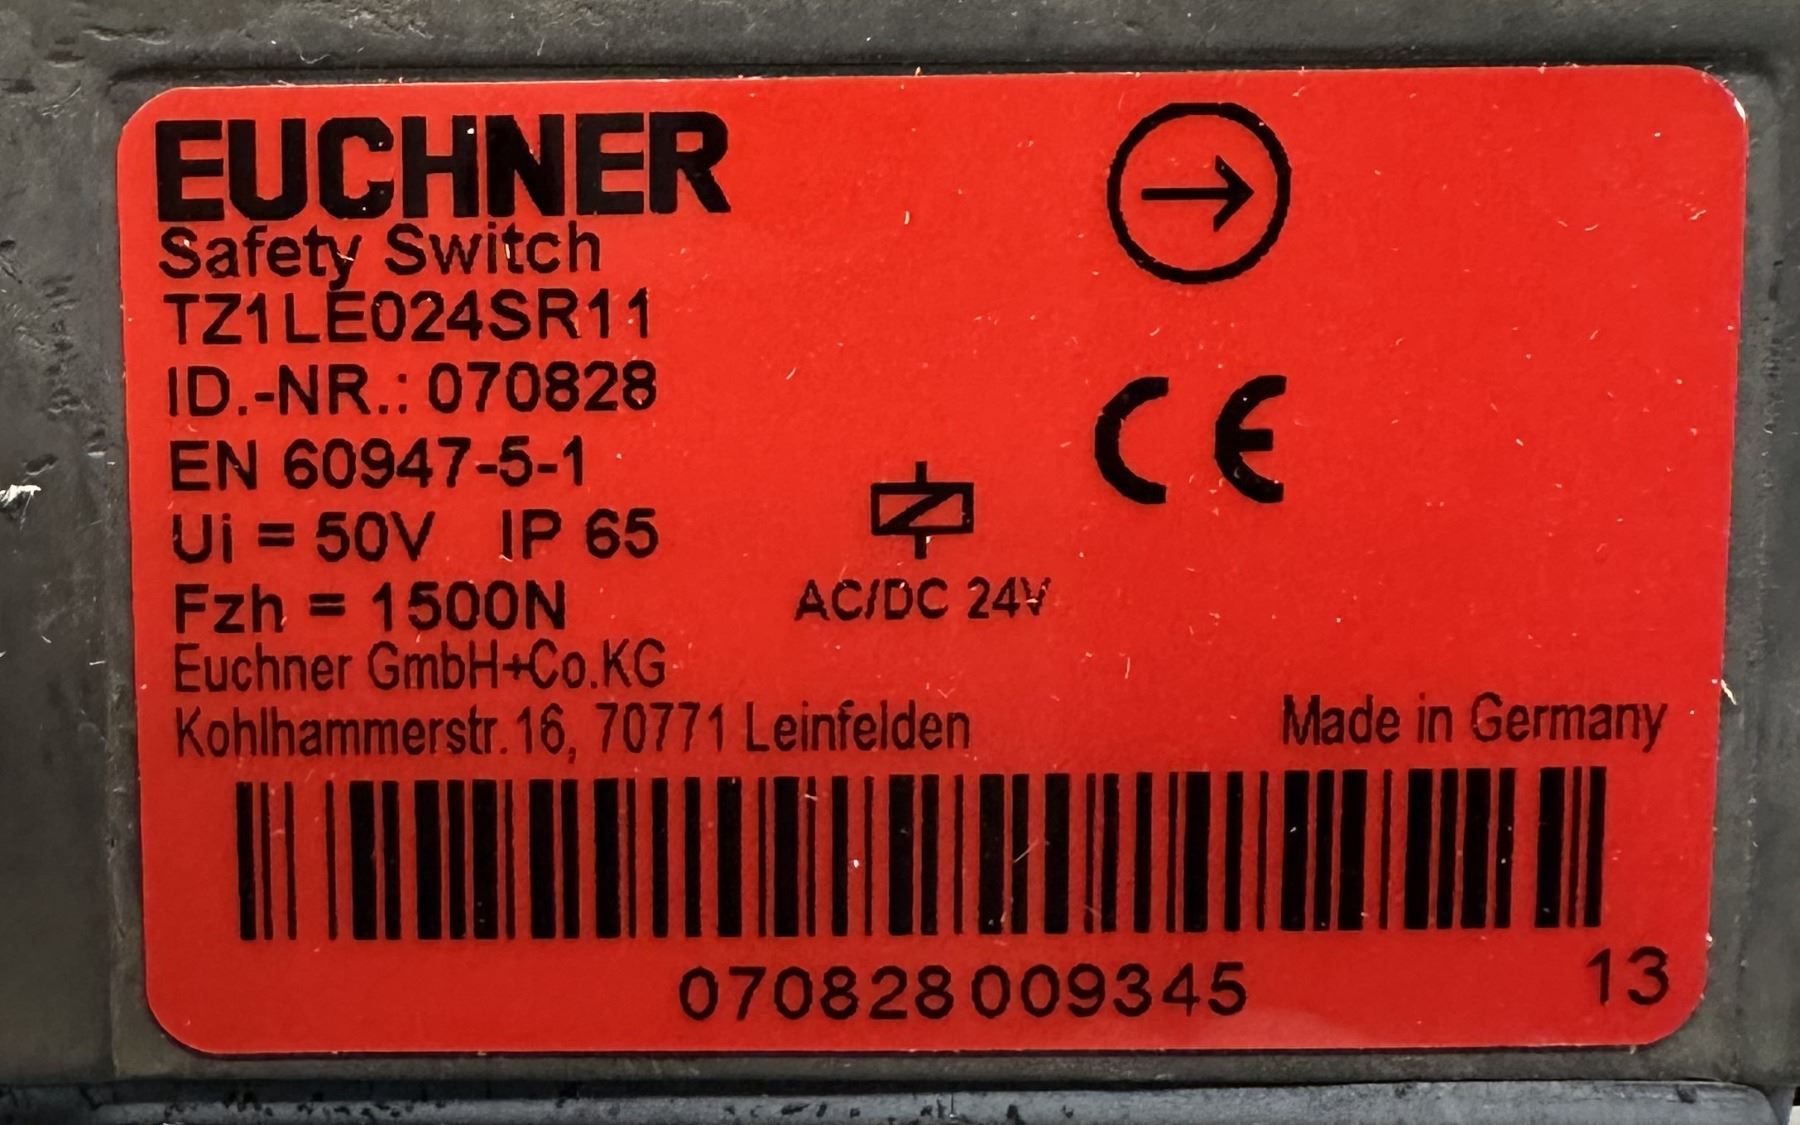 EUCHNER
Safety Switch
TZ1LE024SR11
ID.-NR.: 070828
EN 60947-5-1
Ui = 50V IP 65
Fzh = 1500N
AC/DC 24V
CE
Euchner GmbH+Co.KG
Kohlhammerstr.16, 70771 Leinfelden
Made in Germany
070828009345
13